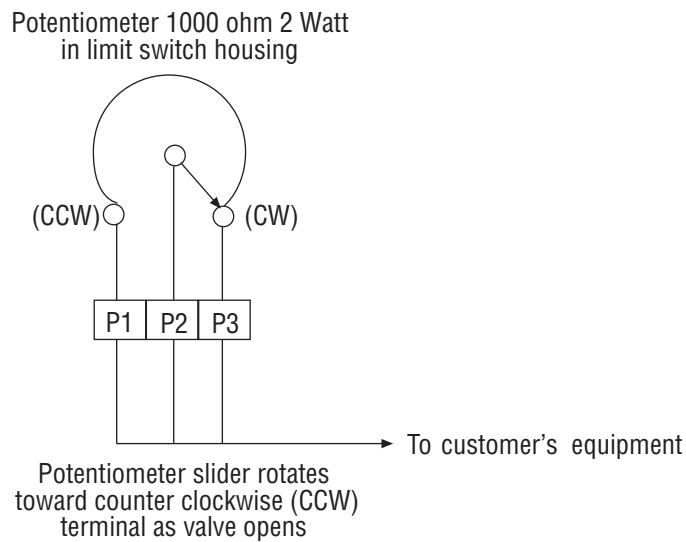 Potentiometer 1000 ohm 2 Watt
in limit switch housing
(CCW)
(CW)
P1 P2 P3
To customer's equipment
Potentiometer slider rotates
toward counter clockwise (CCW)
terminal as valve opens